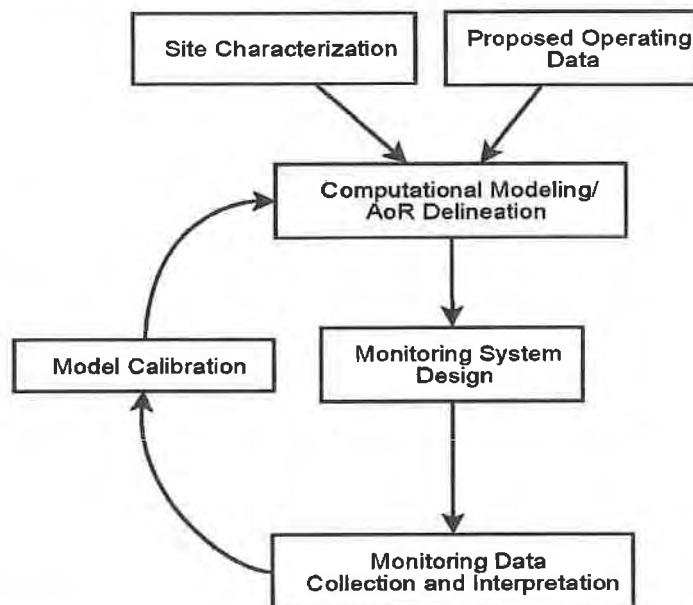 Site Characterization
Proposed Operating
Data
Computational Modeling/
AoR Delineation
Model Calibration
Monitoring System
Design
Monitoring Data
Collection and Interpretation